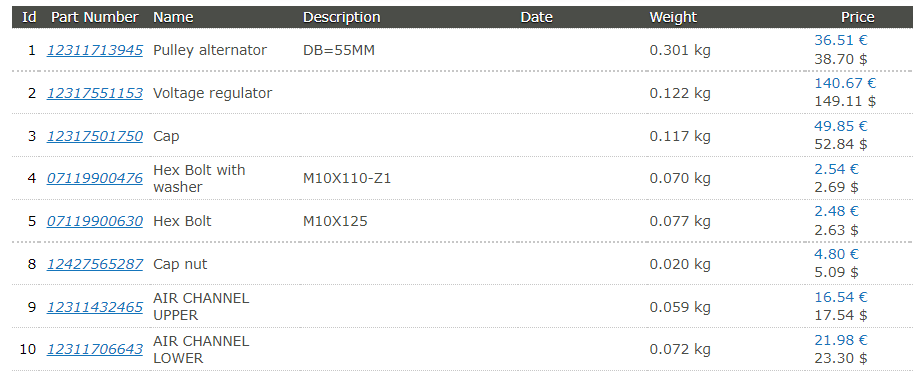 Id Part Number Name Description Date Weight Price
1 12311713945 Pulley alternator DB=55MM 0.301 kg 36.51 €
38.70 $
2 12317551153 Voltage regulator 0.122 kg 140.67 €
149.11 $
3 12317501750 Cap 0.117 kg 49.85 €
52.84 $
4 07119900476 Hex Bolt with
washer M10X110-Z1 0.070 kg 2.54 €
2.69 $
5 07119900630 Hex Bolt M10X125 0.077 kg 2.48 €
2.63 $
8 12427565287 Cap nut 0.020 kg 4.80 €
5.09 $
9 12311432465 AIR CHANNEL
UPPER 0.059 kg 16.54 €
17.54 $
10 12311706643 AIR CHANNEL
LOWER 0.072 kg 21.98 €
23.30 $